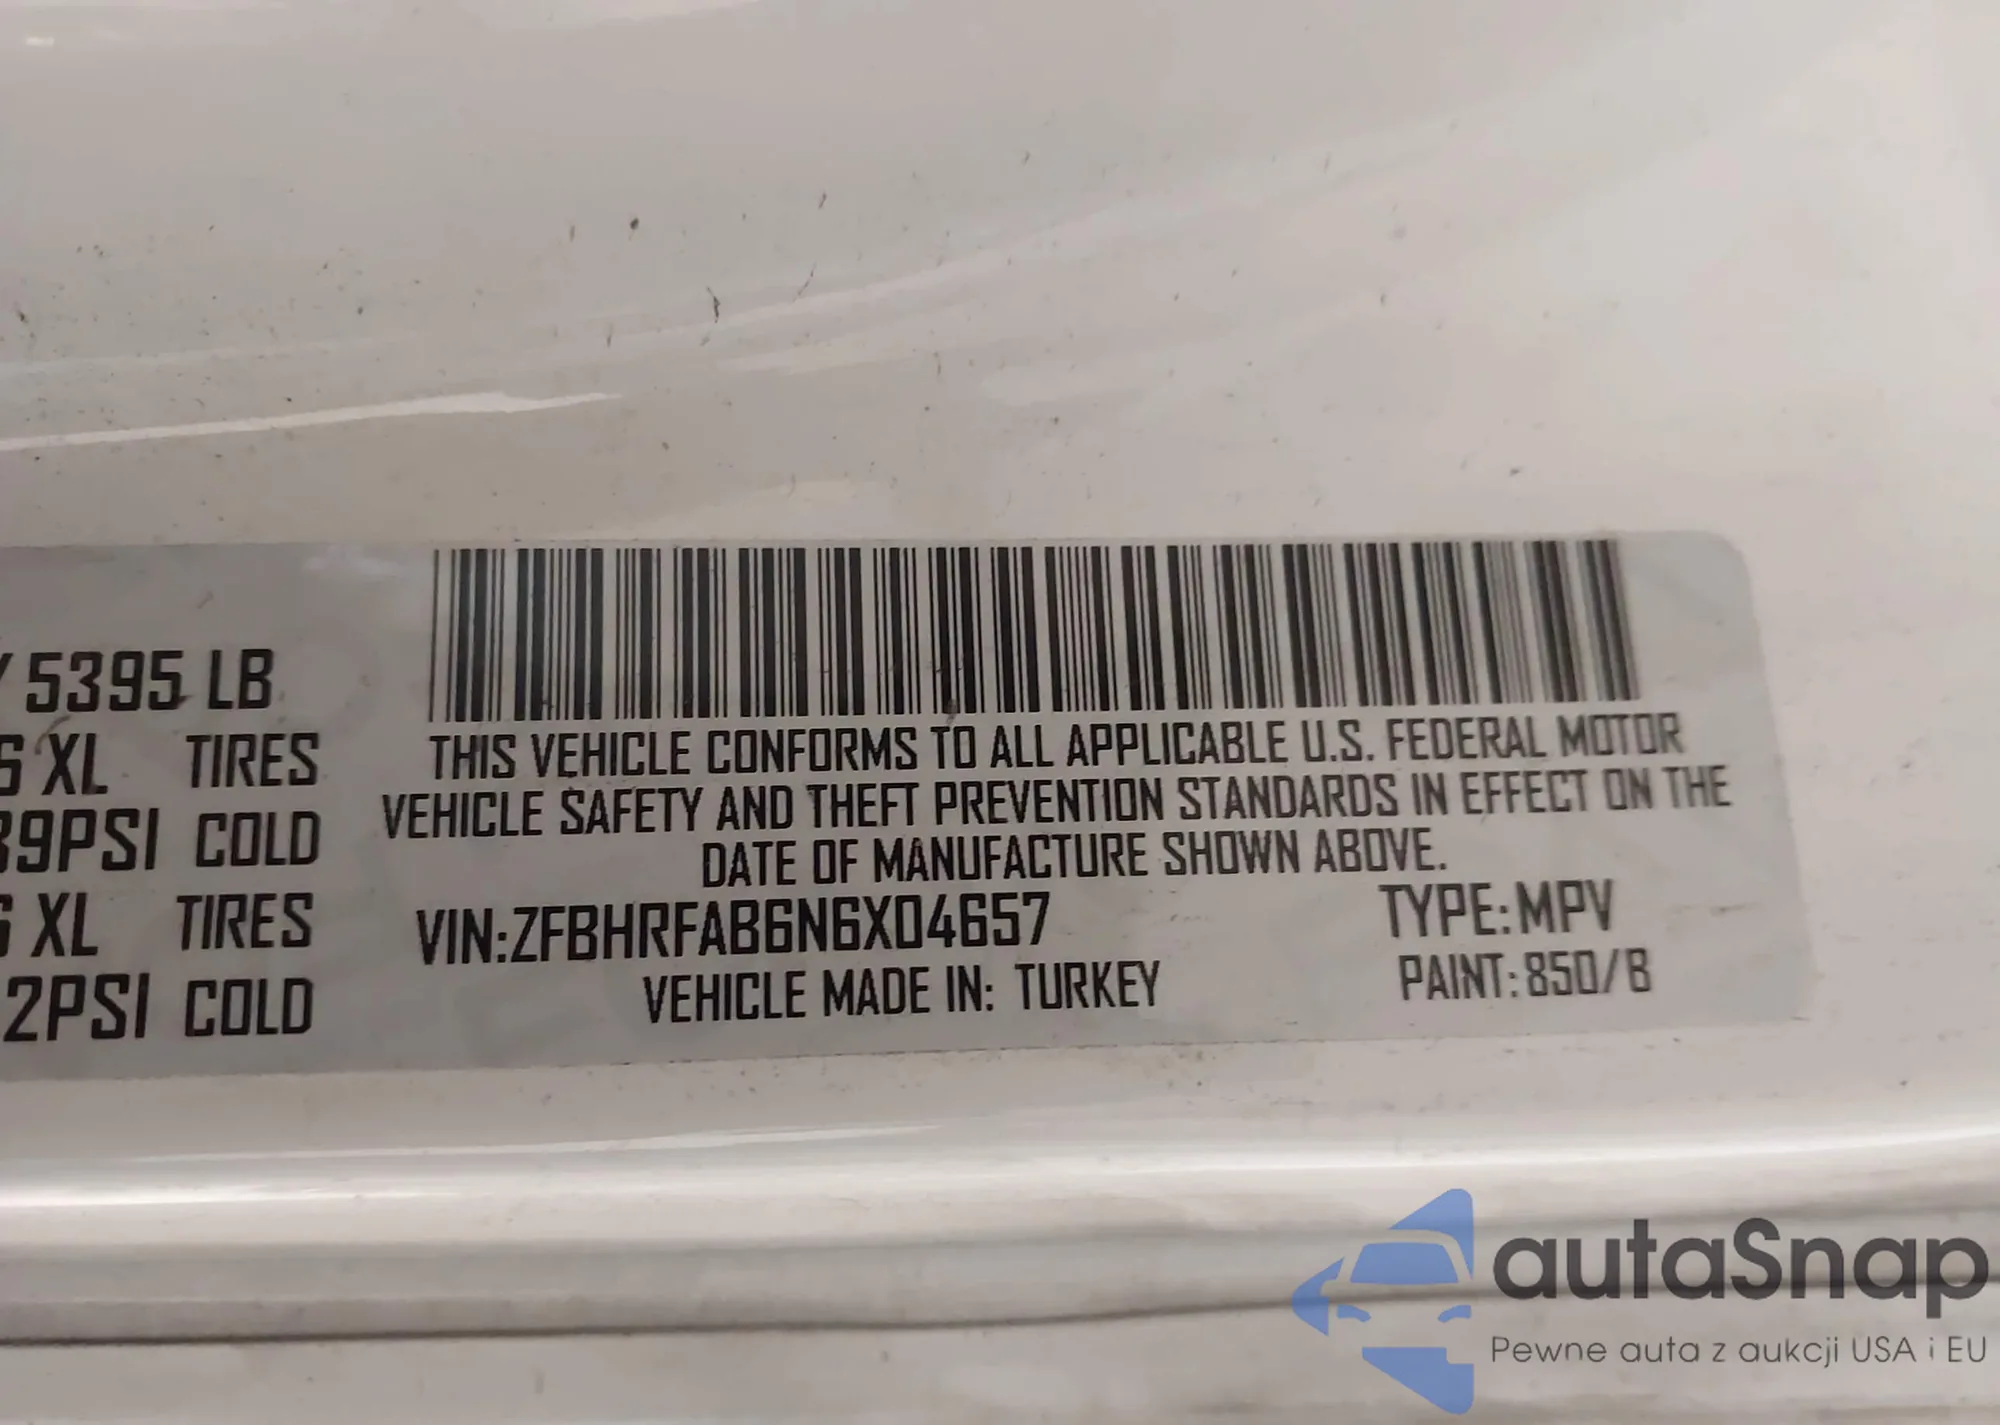 5395 LB
XL TIRES
39PSI COLD
XL TIRES
2PSI COLD
THIS VEHICLE CONFORMS TO ALL APPLICABLE U.S. FEDERAL MOTOR
VEHICLE SAFETY AND THEFT PREVENTION STANDARDS IN EFFECT ON THE
DATE OF MANUFACTURE SHOWN ABOVE.
VIN:ZFBHRFAB6N6X04657
TYPE:MPV
VEHICLE MADE IN: TURKEY
PAINT:850/B
autaSnap
Pewne auta z aukcji USA i EU